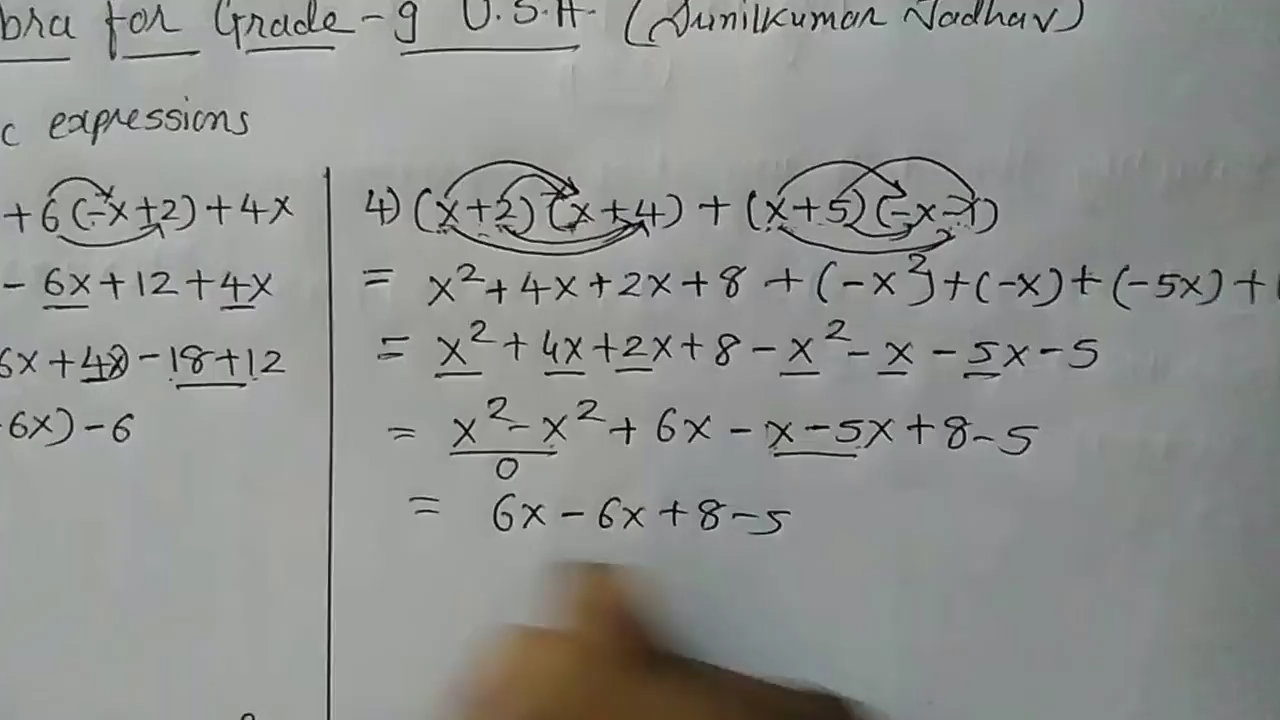 bra for Grade-9 U.S.A. (Sunilkumar Jadhav)
c expressions
+ 6(-x+2)+4x
- 6x+12+4x
6x+4x)-18+12
6x)-6
4) (x+2)(x+4) + (x+5)(-x-1)
= x²+4x+2x+8 +(-x²)+(-x)+(-5x)+
= x²+4x+2x+8-x²-x-5x-5
= x²-x²+6x-x-5x+8-5
0
= 6x-6x+8-5